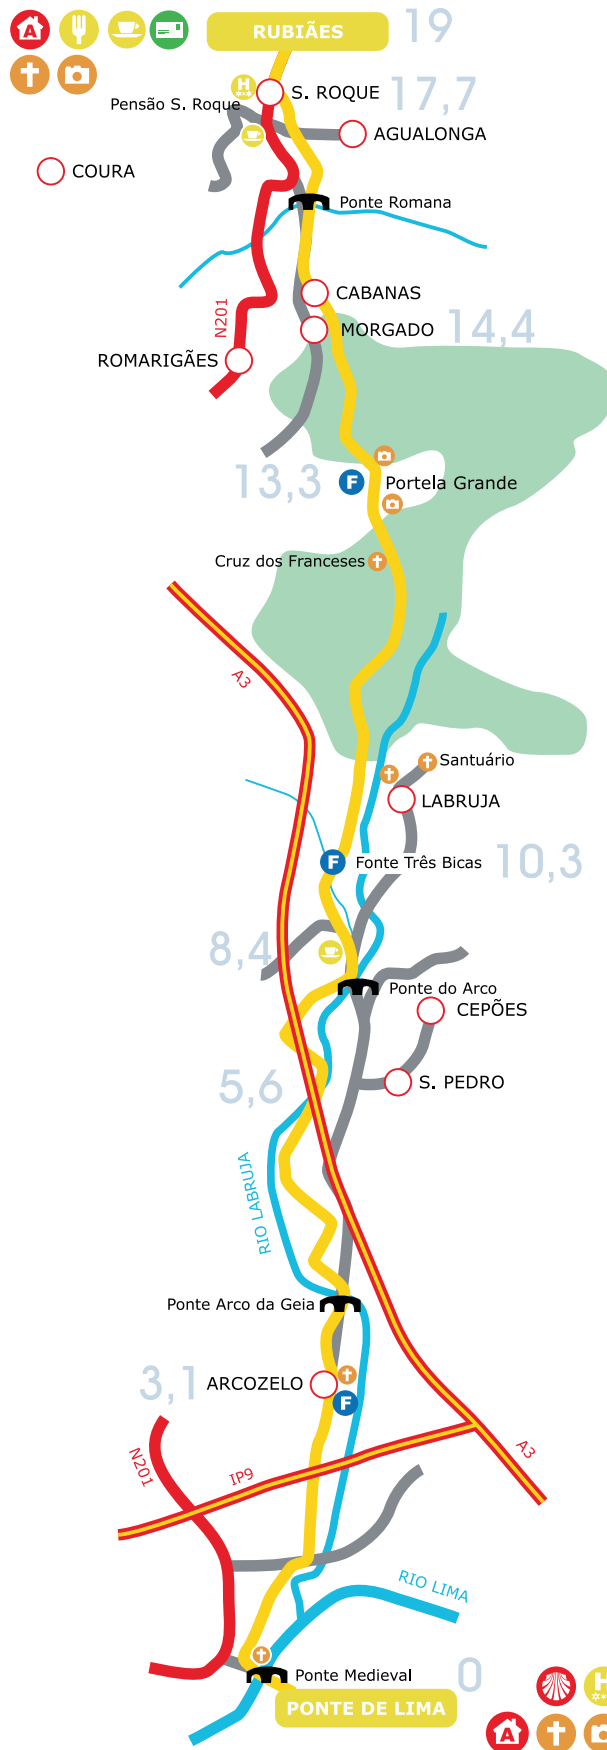 A
RUBIÃES
19
H
S. ROQUE
17,7
Pensão S. Roque
AGUALONGA
COURA
Ponte Romana
N201
CABANAS
MORGADO
14,4
ROMARIGÃES
13,3
F
Portela Grande
Cruz dos Franceses
A3
Santuário
LABRUJA
F
Fonte Três Bicas
10,3
8,4
Ponte do Arco
CEPÕES
5,6
S. PEDRO
RIO LABRUJA
Ponte Arco da Geia
3,1
ARCOZELO
F
N201
IP9
A3
RIO LIMA
Ponte Medieval
0
H
PONTE DE LIMA
A